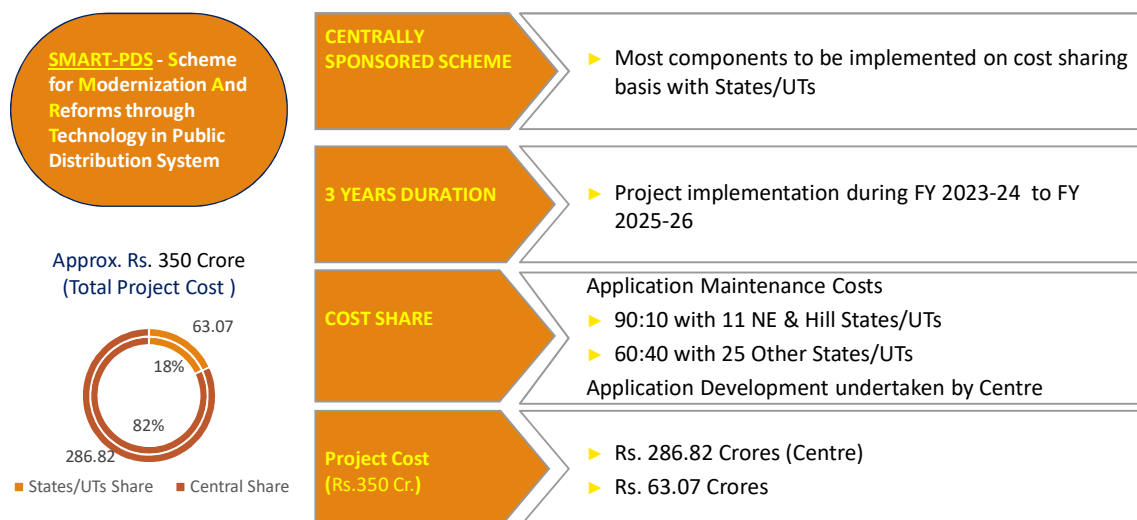 SMART-PDS - Scheme
for Modernization And
Reforms through
Technology in Public
Distribution System
Approx. Rs. 350 Crore
(Total Project Cost )
63.07
18%
82%
286.82
States/UTs Share
Central Share
CENTRALLY
SPONSORED SCHEME
► Most components to be implemented on cost sharing
basis with States/UTs
3 YEARS DURATION
► Project implementation during FY 2023-24 to FY
2025-26
COST SHARE
Application Maintenance Costs
► 90:10 with 11 NE & Hill States/UTs
► 60:40 with 25 Other States/UTs
Application Development undertaken by Centre
Project Cost
(Rs.350 Cr.)
► Rs. 286.82 Crores (Centre)
► Rs. 63.07 Crores